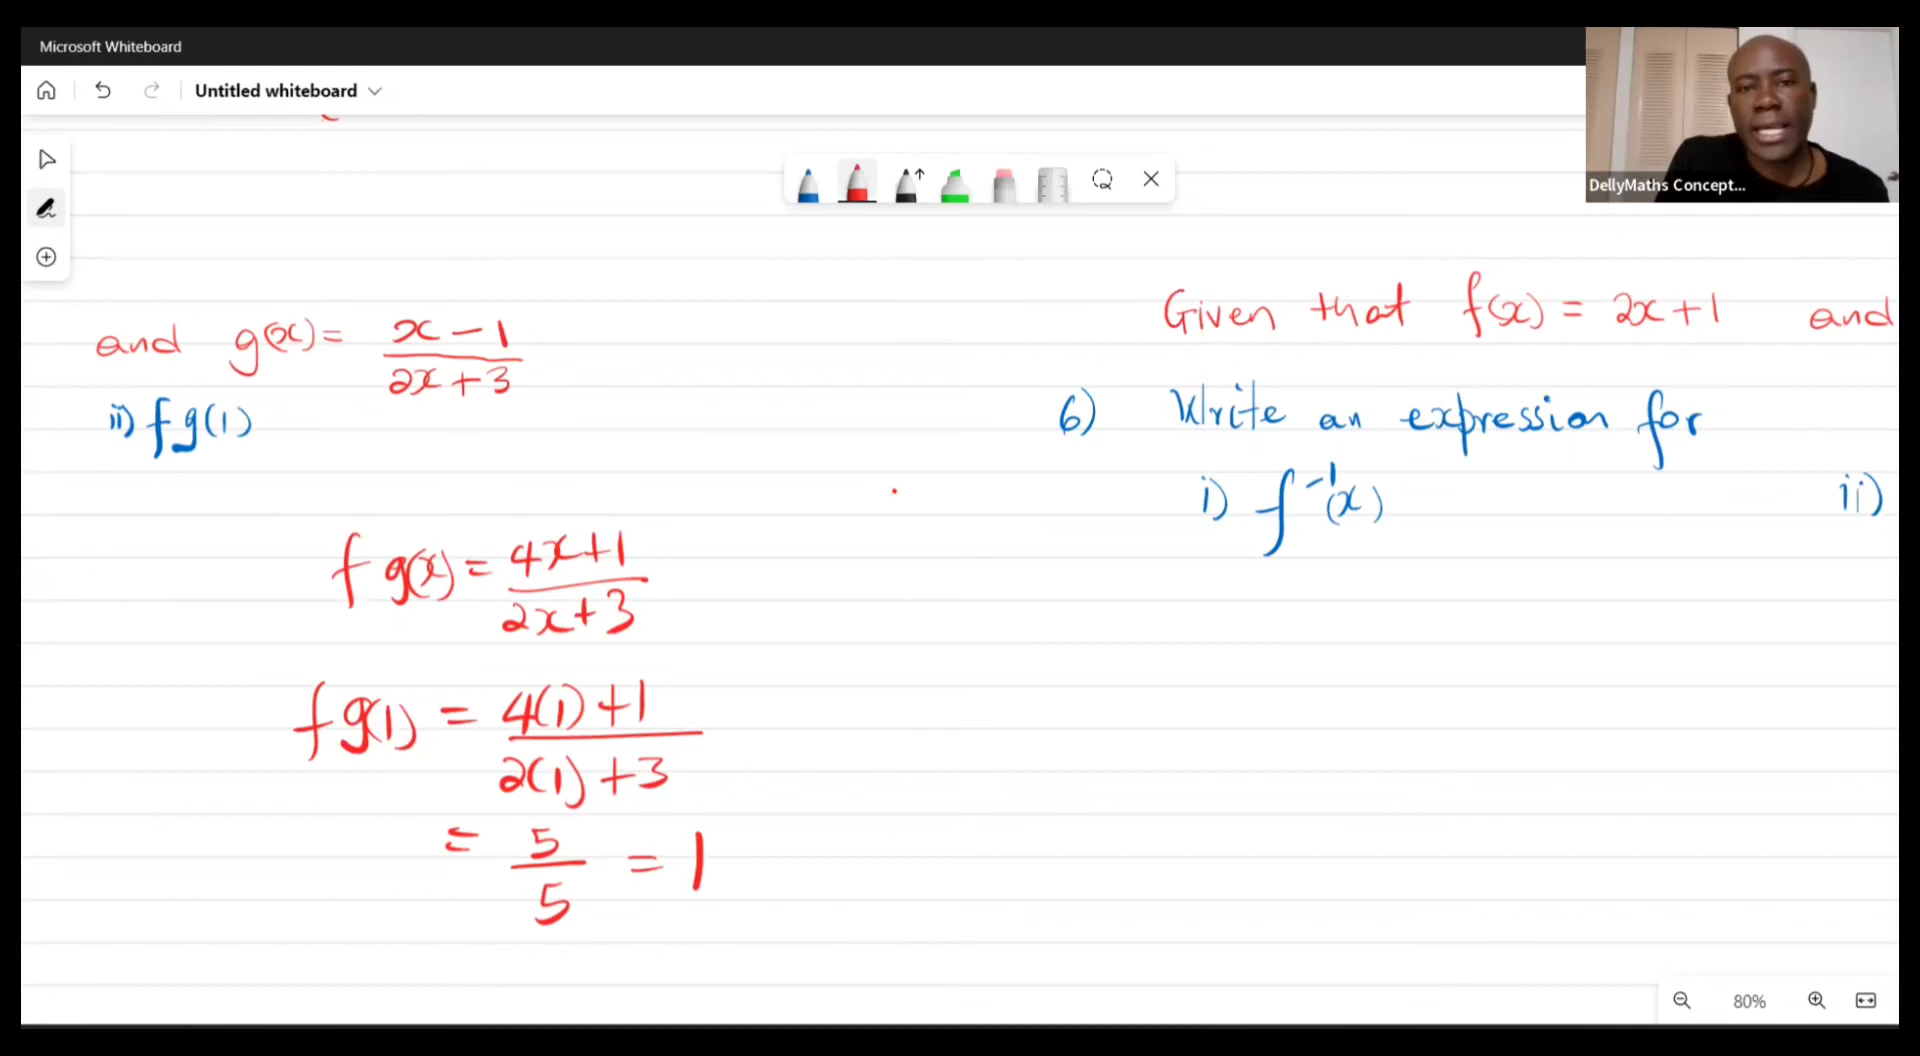 Microsoft Whiteboard
Untitled whiteboard
DellyMaths Concept...
and g(x) = x - 1
2x + 3
ii) fg(1)
fg(x) = 4x+1
2x+3
fg(1) = 4(1)+1
2(1)+3
= 5
5
= 1
Given that f(x) = 2x+1 and
6) Write an expression for
i) f⁻¹(x) ii)
80%